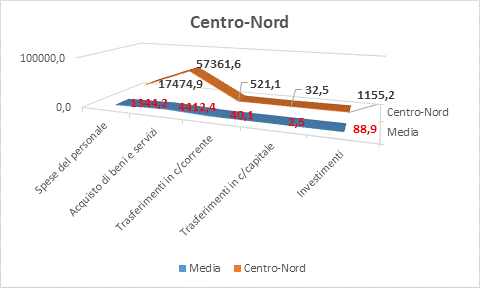 Centro-Nord
100000,0
0,0
17474,9
57361,6
521,1
32,5
1155,2
1344,2
4412,4
40,1
2,5
88,9
Centro-Nord
Media
Spese del personale
Acquisto di beni e servizi
Trasferimenti in c/corrente
Trasferimenti in c/capitale
Investimenti
Media
Centro-Nord